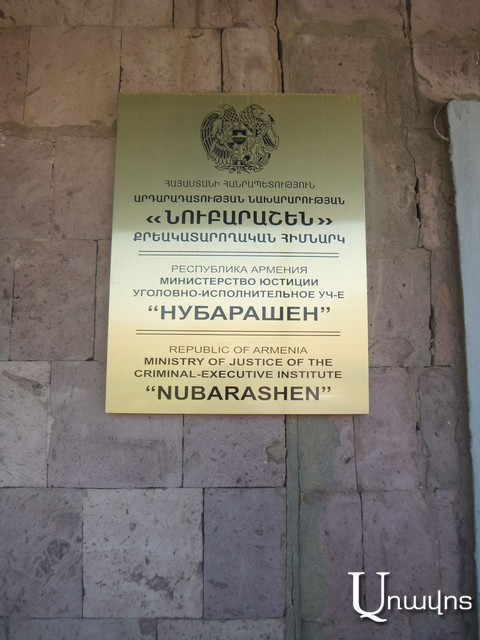 ՀԱՅԱՍՏԱՆԻ ՀԱՆՐԱՊԵՏՈՒԹՅՈՒՆ
ԱՐԴԱՐԱԴԱՏՈՒԹՅԱՆ ՆԱԽԱՐԱՐՈՒԹՅԱՆ
«ՆՈՒԲԱՐԱՇԵՆ»
ՔՐԵԱԿԱՏԱՐՈՂԱԿԱՆ ՀԻՄՆԱՐԿ
РЕСПУБЛИКА АРМЕНИЯ
МИНИСТЕРСТВО ЮСТИЦИИ
УГОЛОВНО-ИСПОЛНИТЕЛЬНОЕ УЧ-Е
“НУБАРАШЕН”
REPUBLIC OF ARMENIA
MINISTRY OF JUSTICE OF THE
CRIMINAL-EXECUTIVE INSTITUTE
“NUBARASHEN”
Առավոտ